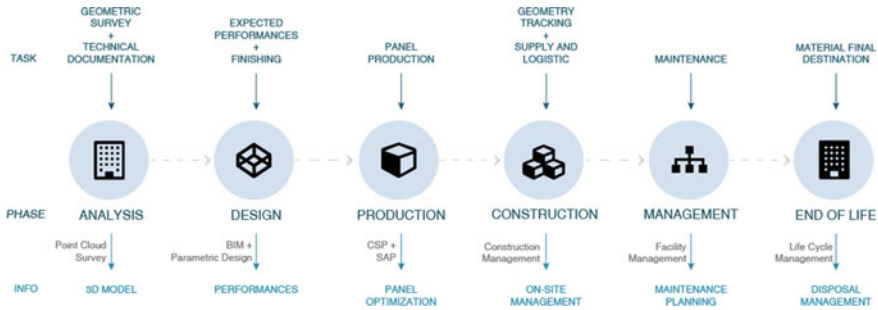 GEOMETRIC
SURVEY
+
TECHNICAL
DOCUMENTATION
EXPECTED
PERFORMANCES
+
FINISHING
PANEL
PRODUCTION
GEOMETRY
TRACKING
+
SUPPLY AND
LOGISTIC
MAINTENANCE
MATERIAL FINAL
DESTINATION
TASK
PHASE
ANALYSIS
DESIGN
PRODUCTION
CONSTRUCTION
MANAGEMENT
END OF LIFE
Point Cloud
Survey
BIM +
Parametric Design
CSP +
SAP
Construction
Management
Facility
Management
Life Cycle
Management
INFO
3D MODEL
PERFORMANCES
PANEL
OPTIMIZATION
ON-SITE
MANAGEMENT
MAINTENANCE
PLANNING
DISPOSAL
MANAGEMENT